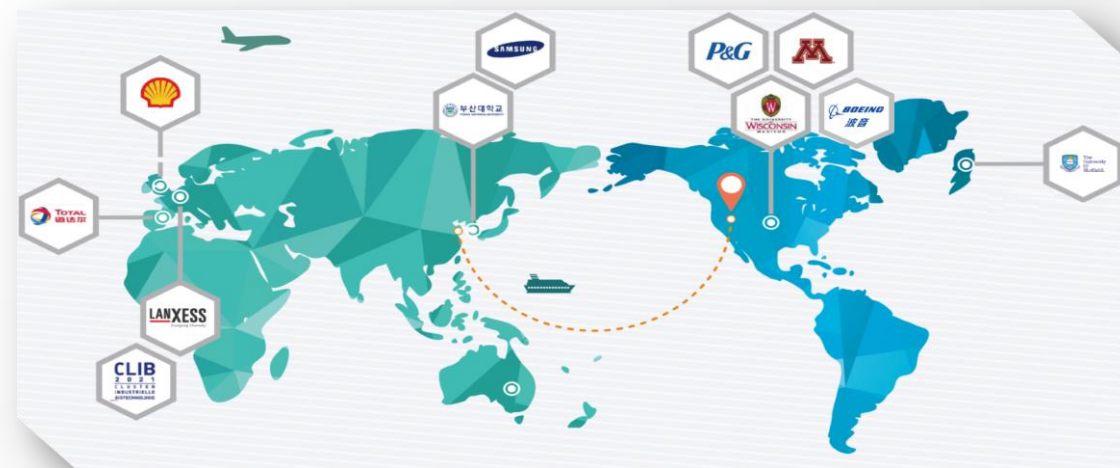 SAMSUNG
부산대학교
P&G
M
W
THE UNIVERSITY
WISCONSIN
MADISON
BOEING
波音
The
University
Of
Sheffield.
TOTAL
道达尔
LANXESS
Energizing Chemistry
CLIB
2021
CLUSTER
INDUSTRIELLE
BIOTECHNOLOGIE